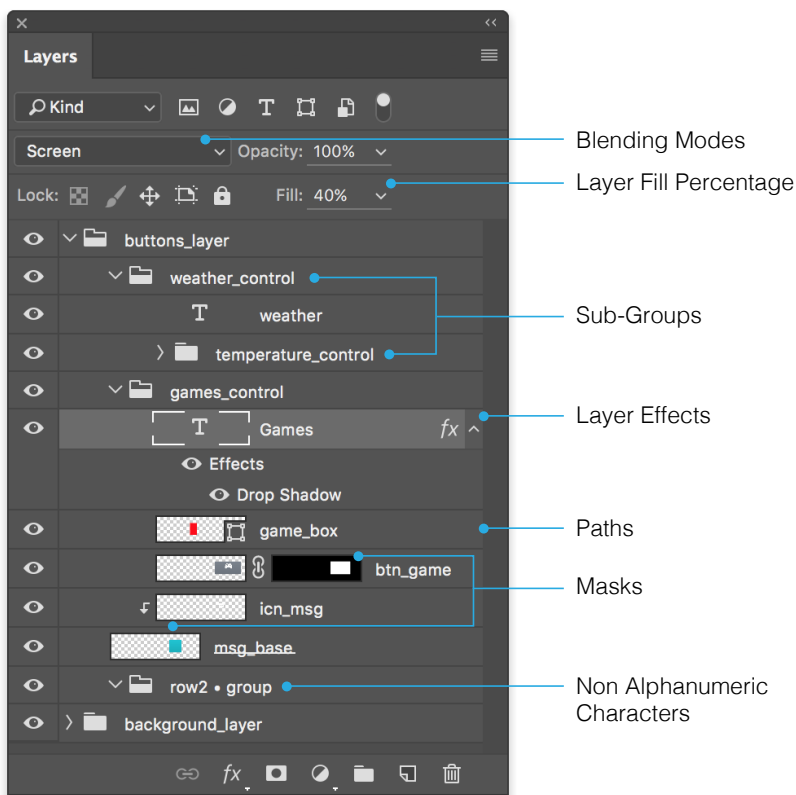 Layers
Kind
Screen Opacity: 100%
Blending Modes
Lock: Fill: 40%
Layer Fill Percentage
buttons_layer
weather_control
T weather
Sub-Groups
temperature_control
games_control
T Games fx
Layer Effects
Effects
Drop Shadow
game_box
Paths
btn_game
Masks
icn_msg
msg_base
row2 • group
Non Alphanumeric
Characters
background_layer
fx